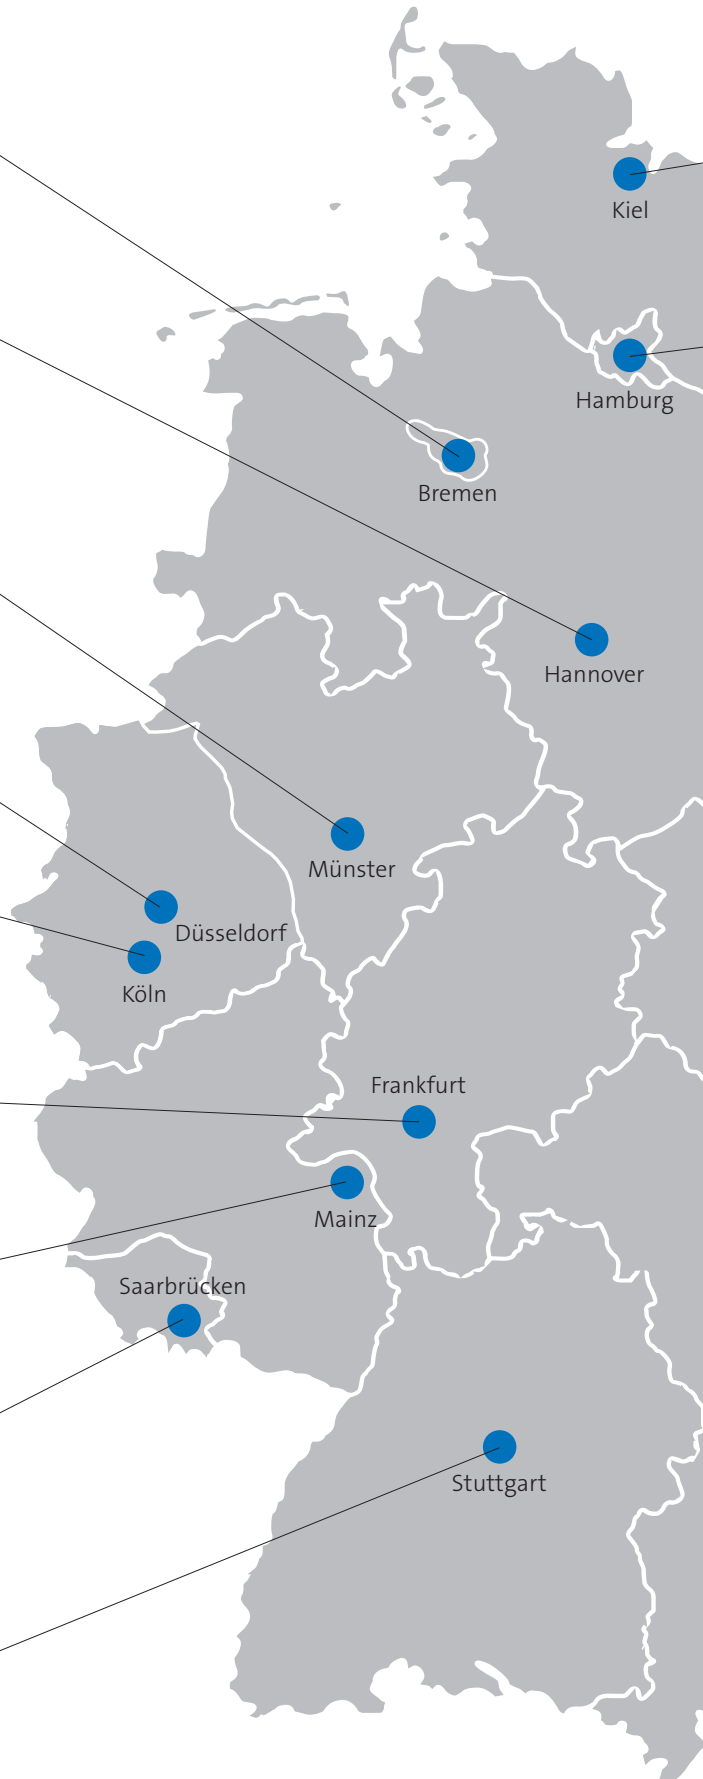 Kiel
Hamburg
Bremen
Hannover
Münster
Düsseldorf
Köln
Frankfurt
Mainz
Saarbrücken
Stuttgart